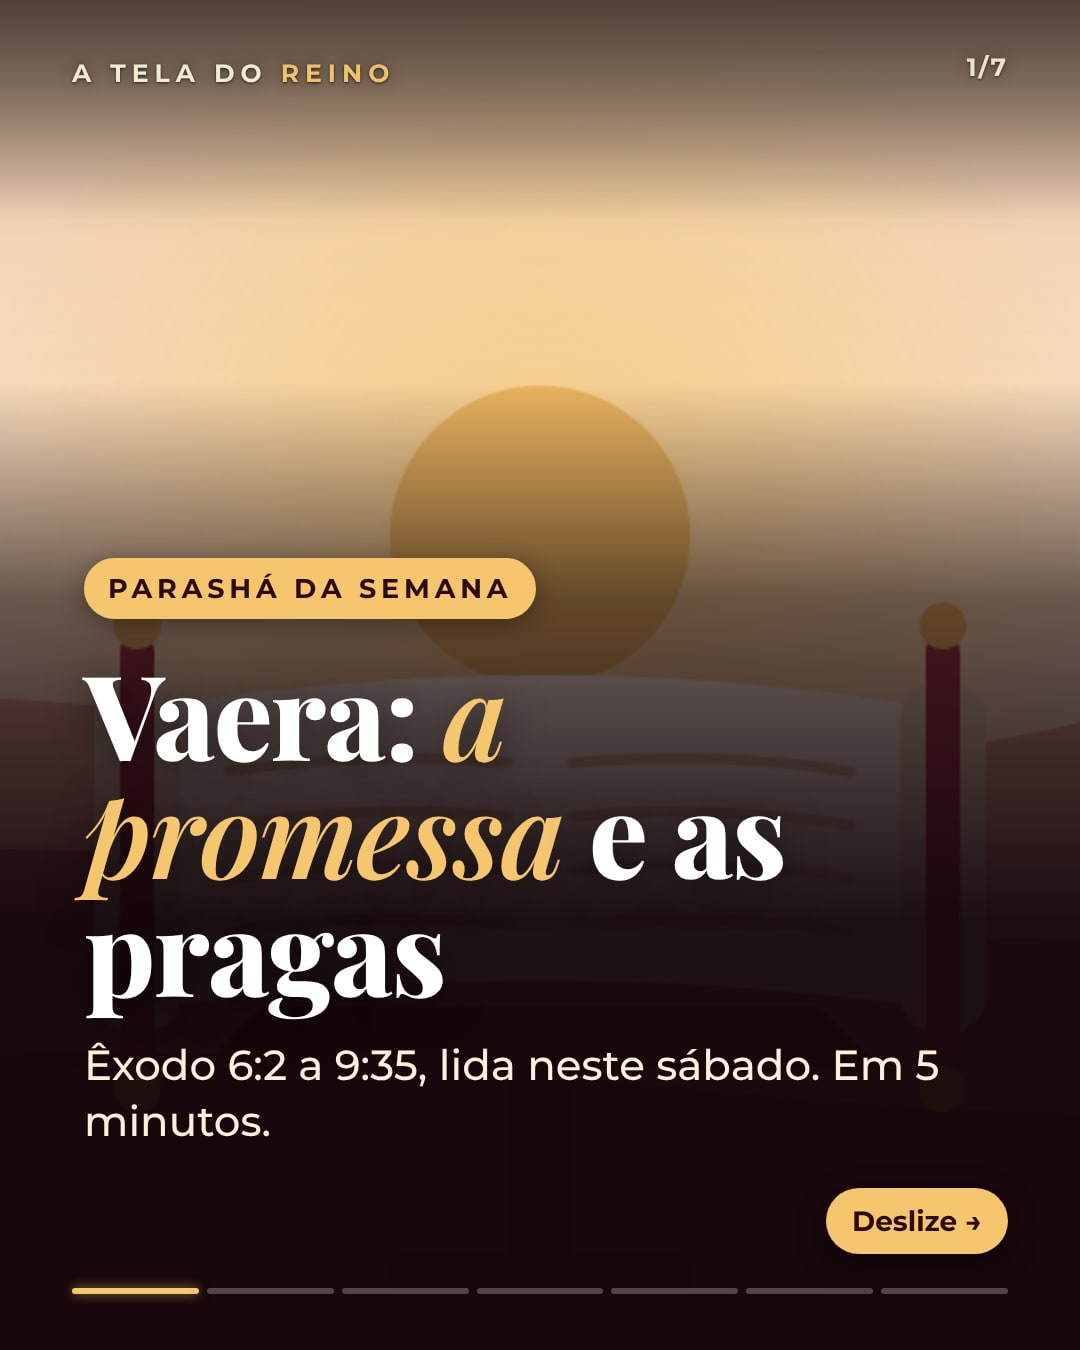 A TELA DO REINO
1/7
PARASHÁ DA SEMANA
Vaera: a
promessa e as
pragas
Êxodo 6:2 a 9:35, lida neste sábado. Em 5
minutos.
Deslize →